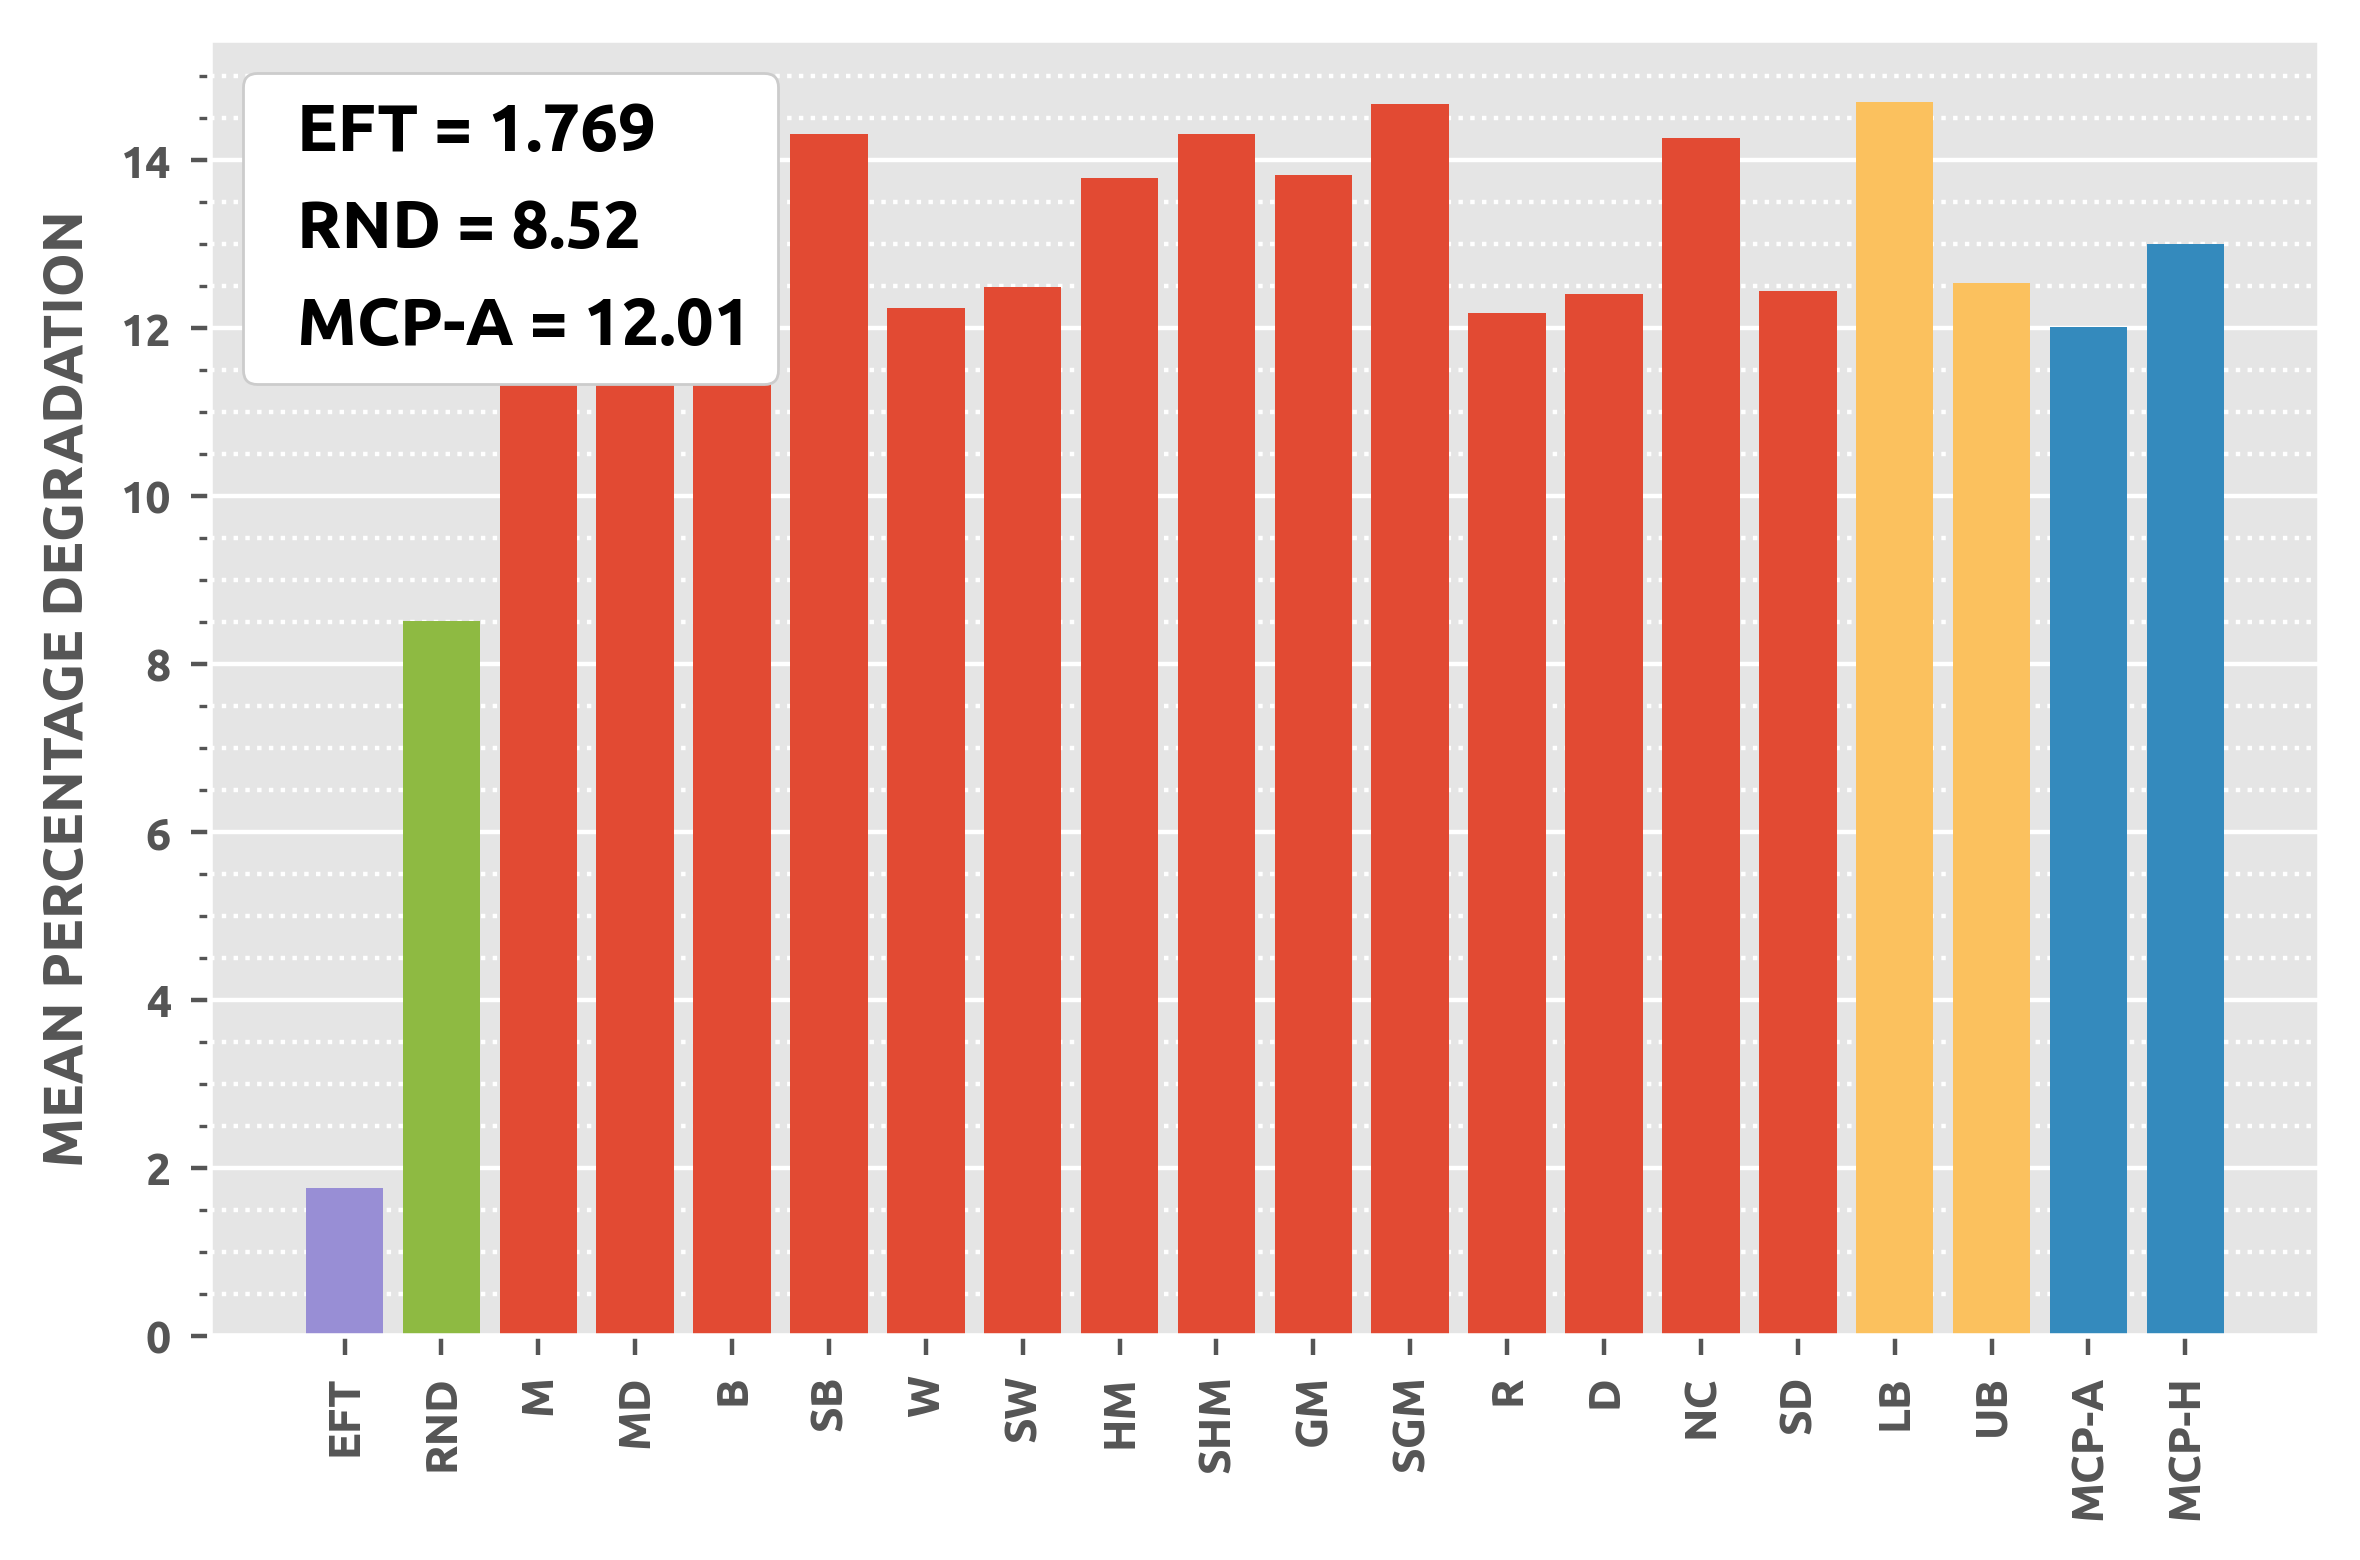 EFT = 1.769
RND = 8.52
MCP-A = 12.01
MEAN PERCENTAGE DEGRADATION
14
12
10
8
6
4
2
0
EFT
RND
M
MD
B
SB
W
SW
HM
SHM
GM
SGM
R
D
NC
SD
LB
UB
MCP-A
MCP-H